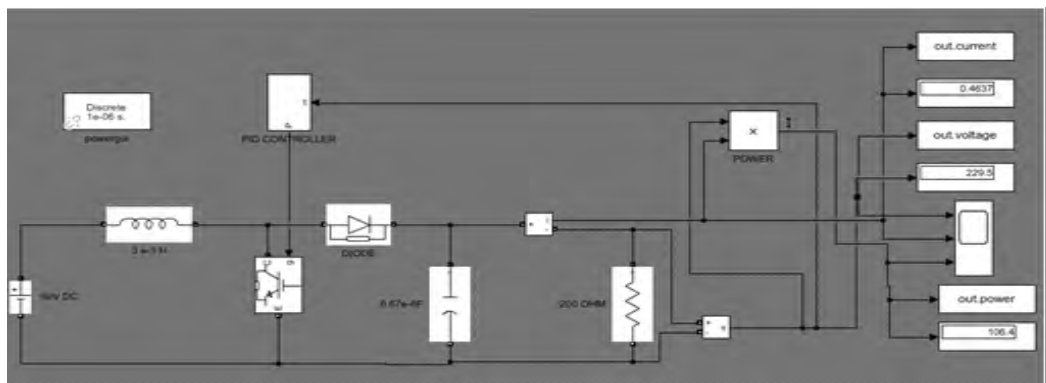 out.current
0.4637
out.voltage
229.5
out.power
106.4
Discrete
1e-06 s.
powergui
PID CONTROLLER
POWER
DIODE
DC
OHM
C
E
g